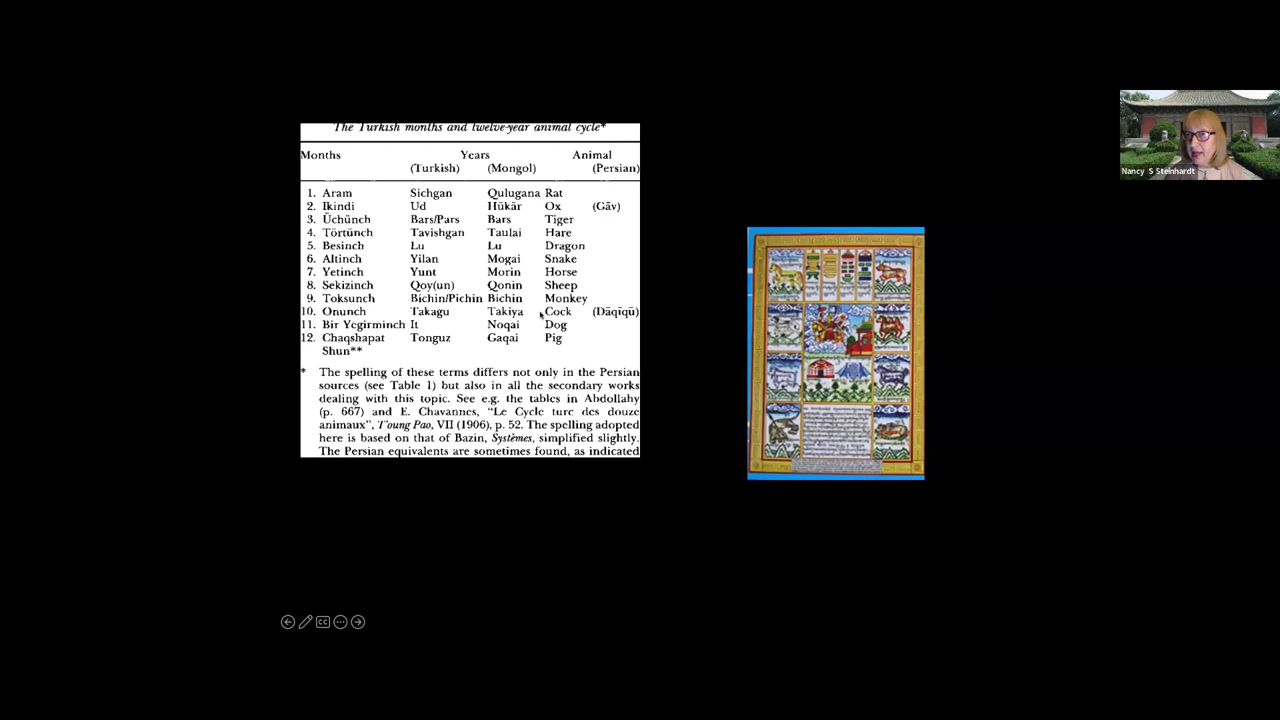 The Turkish months and twelve-year animal cycle*
Months Years Animal
(Turkish) (Mongol) (Persian)
1. Aram Sichgan Qulugana Rat
2. Ikindi Ud Hükär Ox (Gāv)
3. Üchünch Bars/Pars Bars Tiger
4. Törtünch Tavishgan Taulai Hare
5. Besinch Lu Lu Dragon
6. Altinch Yilan Mogai Snake
7. Yetinch Yunt Morin Horse
8. Sekizinch Qoy(un) Qonin Sheep
9. Toksunch Bichin/Pichin Bichin Monkey
10. Onunch Takagu Takiya Cock (Dāqīqū)
11. Bir Yegirminch It Noqai Dog
12. Chaqshapat Tonguz Gaqai Pig
Shun**
* The spelling of these terms differs not only in the Persian
sources (see Table 1) but also in all the secondary works
dealing with this topic. See e.g. the tables in Abdollahy
(p. 667) and E. Chavannes, "Le Cycle turc des douze
animaux", T'oung Pao, VII (1906), p. 52. The spelling adopted
here is based on that of Bazin, Systèmes, simplified slightly.
The Persian equivalents are sometimes found, as indicated
Nancy S Steinhardt
CC